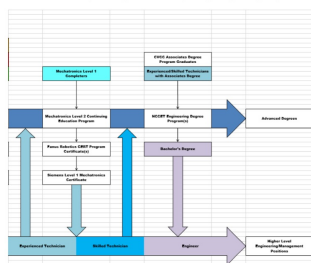 CVCC Associates Degree
Program Graduates
Mechatronics Level 1
Completers
Experienced/Skilled Technicians
with Associates Degree
Mechatronics Level 2 Continuing
Education Program
NCCET Engineering Degree
Program(s)
Advanced Degrees
Fanuc Robotics CERT Program
Certificate(s)
Bachelor's Degree
Siemens Level 1 Mechatronics
Certificate
Experienced Technician
Skilled Technician
Engineer
Higher Level
Engineering/Management
Positions